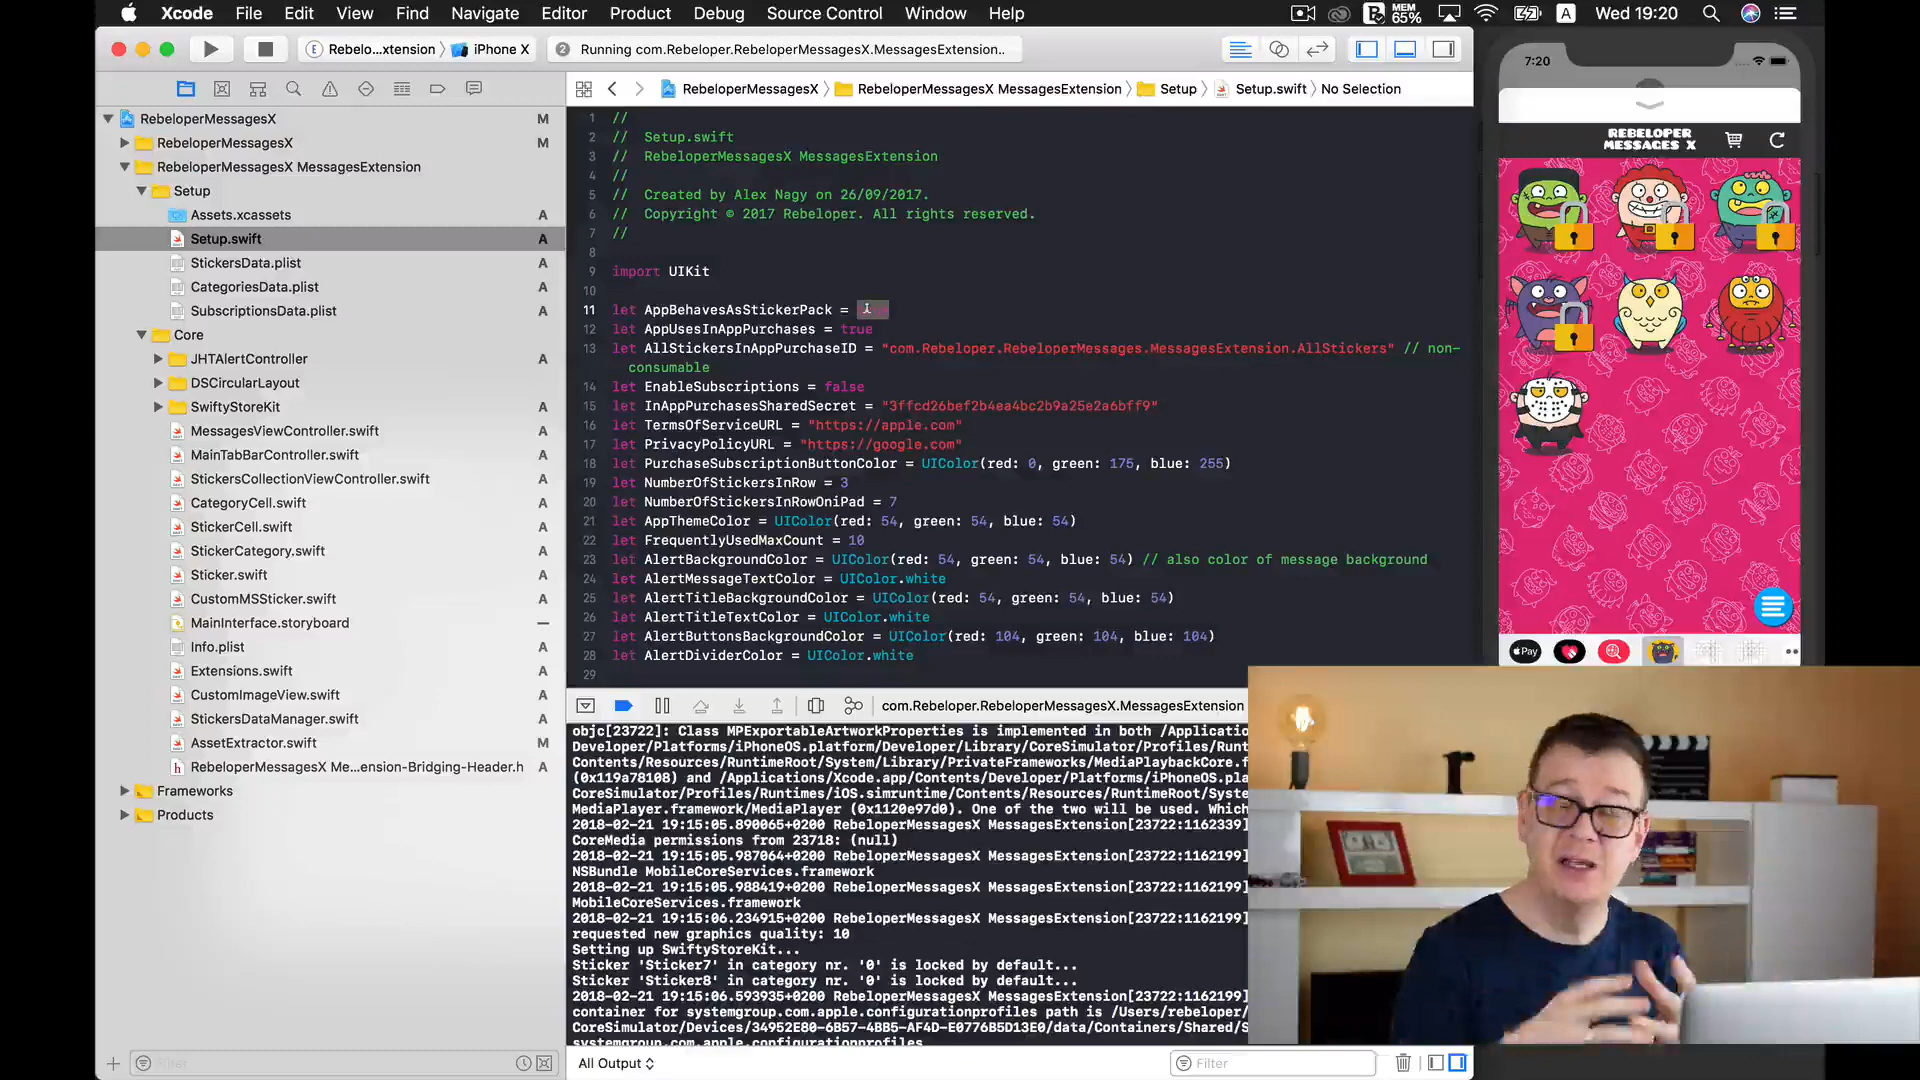 Xcode File Edit View Find Navigate Editor Product Debug Source Control Window Help
MEM 65% A Wed 19:20
Rebelo...xtension iPhone X
2 Running com.Rebeloper.RebeloperMessagesX.MessagesExtension..
RebeloperMessagesX RebeloperMessagesX MessagesExtension Setup Setup.swift No Selection
RebeloperMessagesX M
RebeloperMessagesX M
RebeloperMessagesX MessagesExtension
Setup
Assets.xcassets A
Setup.swift A
StickersData.plist A
CategoriesData.plist A
SubscriptionsData.plist A
Core
JHTAlertController A
DSCircularLayout
SwiftyStoreKit A
MessagesViewController.swift A
MainTabBarController.swift A
StickersCollectionViewController.swift A
CategoryCell.swift A
StickerCell.swift A
StickerCategory.swift A
Sticker.swift A
CustomMSSticker.swift A
MainInterface.storyboard
Info.plist A
Extensions.swift A
CustomImageView.swift A
StickersDataManager.swift A
AssetExtractor.swift M
RebeloperMessagesX Me...ension-Bridging-Header.h A
Frameworks
Products
Filter
1 //
2 // Setup.swift
3 // RebeloperMessagesX MessagesExtension
4 //
5 // Created by Alex Nagy on 26/09/2017.
6 // Copyright © 2017 Rebeloper. All rights reserved.
7 //
8
9 import UIKit
10
11 let AppBehavesAsStickerPack =
12 let AppUsesInAppPurchases = true
13 let AllStickersInAppPurchaseID = "com.Rebeloper.RebeloperMessages.MessagesExtension.AllStickers" // non-
consumable
14 let EnableSubscriptions = false
15 let InAppPurchasesSharedSecret = "3ffcd26bef2b4ea4bc2b9a25e2a6bff9"
16 let TermsOfServiceURL = "https://apple.com"
17 let PrivacyPolicyURL = "https://google.com"
18 let PurchaseSubscriptionButtonColor = UIColor(red: 0, green: 175, blue: 255)
19 let NumberOfStickersInRow = 3
20 let NumberOfStickersInRowOniPad = 7
21 let AppThemeColor = UIColor(red: 54, green: 54, blue: 54)
22 let FrequentlyUsedMaxCount = 10
23 let AlertBackgroundColor = UIColor(red: 54, green: 54, blue: 54) // also color of message background
24 let AlertMessageTextColor = UIColor.white
25 let AlertTitleBackgroundColor = UIColor(red: 54, green: 54, blue: 54)
26 let AlertTitleTextColor = UIColor.white
27 let AlertButtonsBackgroundColor = UIColor(red: 104, green: 104, blue: 104)
28 let AlertDividerColor = UIColor.white
29
com.Rebeloper.RebeloperMessagesX.MessagesExtension
objc[23722]: Class MPExportableArtworkProperties is implemented in both /Applicatio
Developer/Platforms/iPhoneOS.platform/Developer/Library/CoreSimulator/Profiles/Runt
Contents/Resources/RuntimeRoot/System/Library/PrivateFrameworks/MediaPlaybackCore.f
(0x119a78108) and /Applications/Xcode.app/Contents/Developer/Platforms/iPhoneOS.pla
CoreSimulator/Profiles/Runtimes/iOS.simruntime/Contents/Resources/RuntimeRoot/Syste
MediaPlayer.framework/MediaPlayer (0x1120e97d0). One of the two will be used. Which
2018-02-21 19:15:05.890065+0200 RebeloperMessagesX MessagesExtension[23722:1162339]
CoreMedia permissions from 23718: (null)
2018-02-21 19:15:05.987064+0200 RebeloperMessagesX MessagesExtension[23722:1162199]
NSBundle MobileCoreServices.framework
2018-02-21 19:15:05.988419+0200 RebeloperMessagesX MessagesExtension[23722:1162199]
MobileCoreServices.framework
2018-02-21 19:15:06.234915+0200 RebeloperMessagesX MessagesExtension[23722:1162199]
requested new graphics quality: 10
Setting up SwiftyStoreKit...
Sticker 'Sticker7' in category nr. '0' is locked by default...
Sticker 'Sticker8' in category nr. '0' is locked by default...
2018-02-21 19:15:06.593935+0200 RebeloperMessagesX MessagesExtension[23722:1162199]
container for systemgroup.com.apple.configurationprofiles path is /Users/rebeloper/
CoreSimulator/Devices/34952E80-6B57-4BB5-AF4D-E0776B5D13E0/data/Containers/Shared/S
systemgroup.com.apple.configurationprofiles
All Output Filter
7:20
REBELOPER
MESSAGES X
Pay